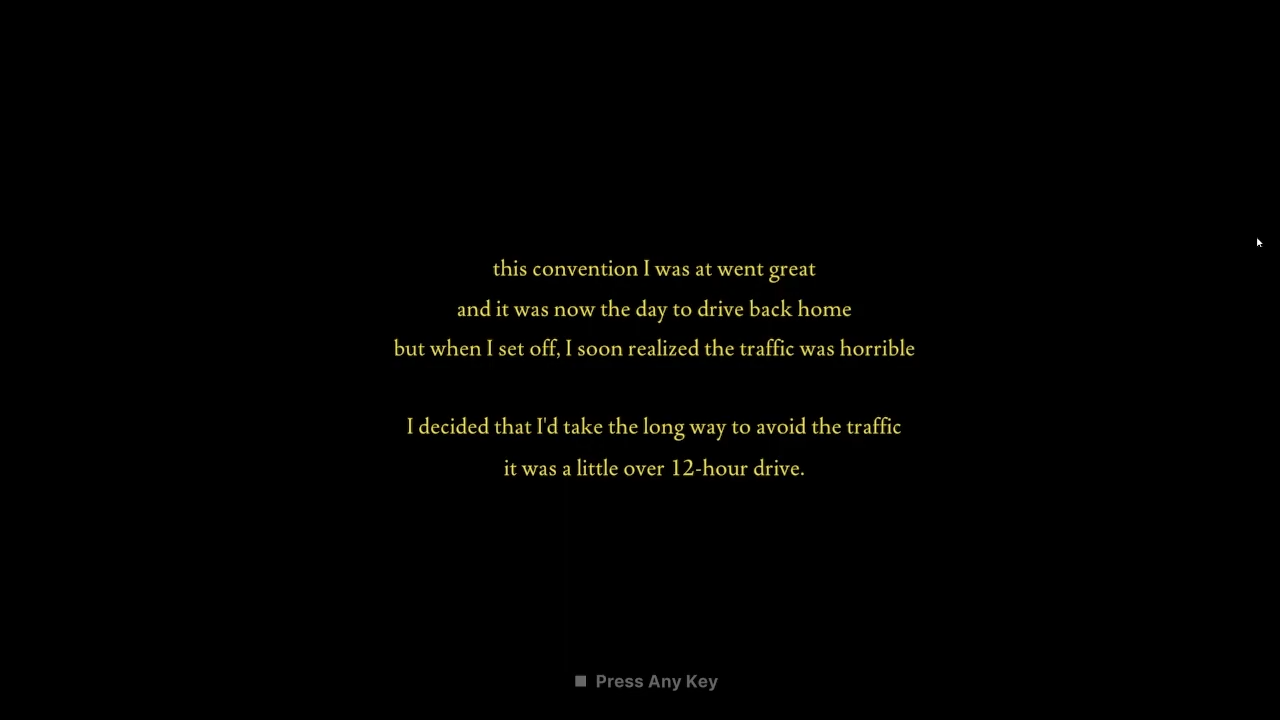 this convention I was at went great
and it was now the day to drive back home
but when I set off, I soon realized the traffic was horrible
I decided that I'd take the long way to avoid the traffic
it was a little over 12-hour drive.
Press Any Key